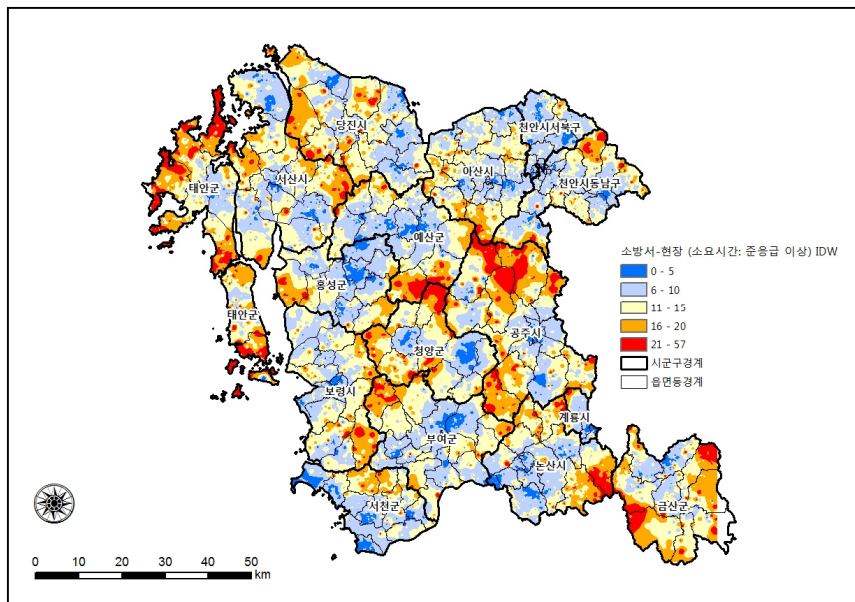 당진시
천안시서북구
아산시
천안시동남구
태안군
서산시
예산군
홍성군
태안군
청양군
공주시
보령시
계룡시
부여군
논산시
서천군
금산군
소방서-현장 (소요시간: 준응급 이상) IDW
0 - 5
6 - 10
11 - 15
16 - 20
21 - 57
시군구경계
읍면동경계
0 10 20 30 40 50
km